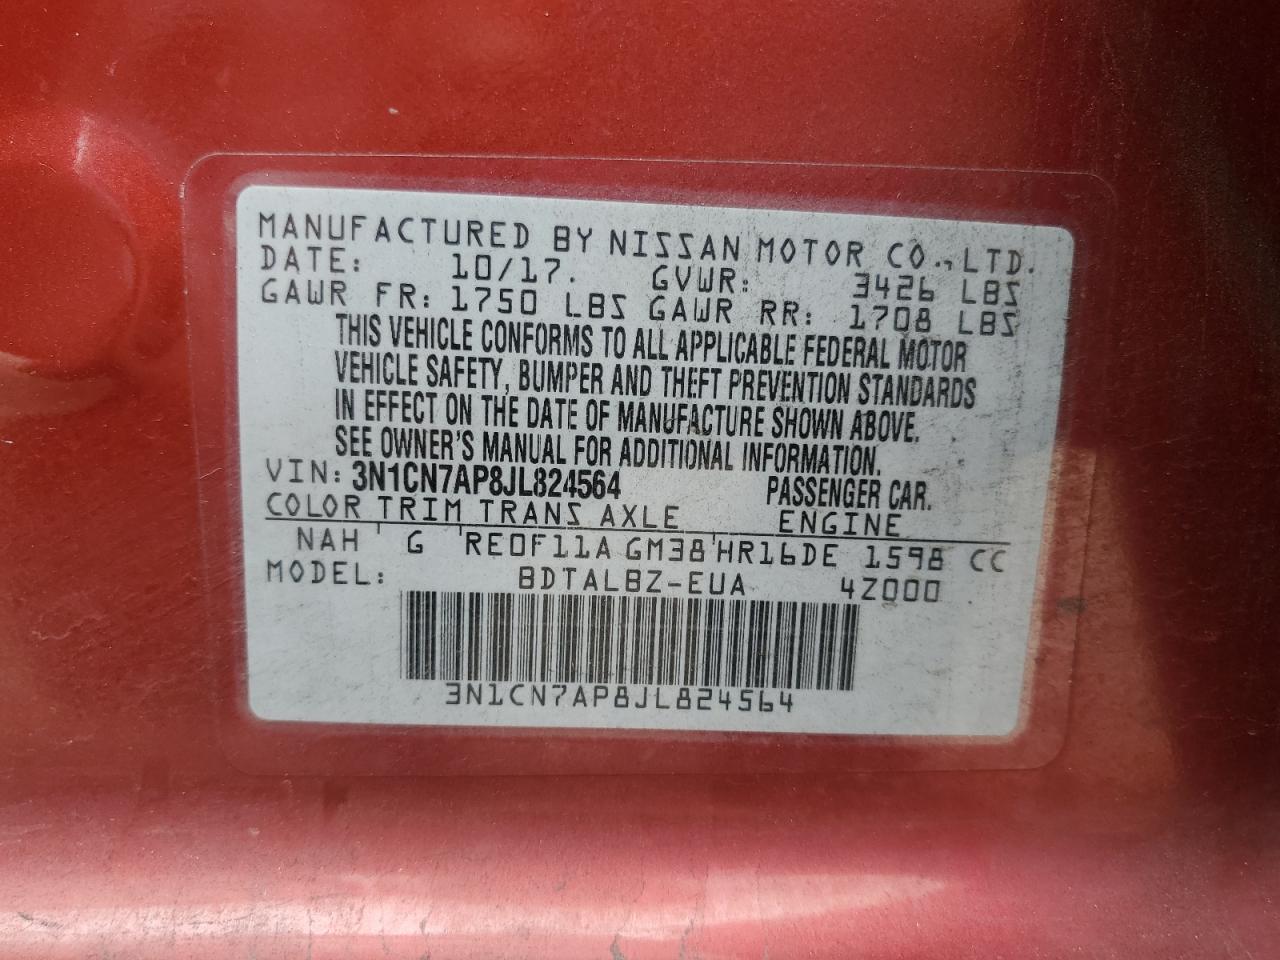 MANUFACTURED BY NISSAN MOTOR CO., LTD.
DATE: 10/17. GVWR: 3426 LBS
GAWR FR: 1750 LBS GAWR RR: 1708 LBS
THIS VEHICLE CONFORMS TO ALL APPLICABLE FEDERAL MOTOR
VEHICLE SAFETY, BUMPER AND THEFT PREVENTION STANDARDS
IN EFFECT ON THE DATE OF MANUFACTURE SHOWN ABOVE.
SEE OWNER'S MANUAL FOR ADDITIONAL INFORMATION.
VIN: 3N1CN7AP8JL824564 PASSENGER CAR.
COLOR TRIM TRANS AXLE ENGINE
NAH G RE0F11A GM38 HR16DE 1598 CC
MODEL: BDTALBZ-EUA 4Z000
3N1CN7AP8JL824564